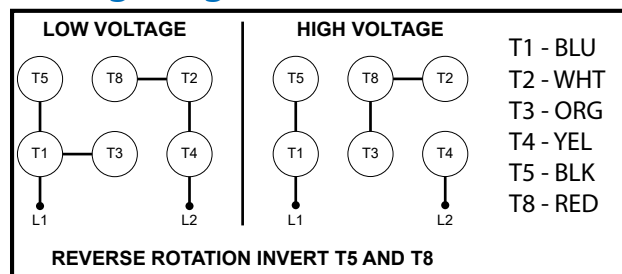 LOW VOLTAGE
T5 T8 T2
T1 T3 T4
L1 L2
HIGH VOLTAGE
T5 T8 T2
T1 T3 T4
L1 L2
T1 - BLU
T2 - WHT
T3 - ORG
T4 - YEL
T5 - BLK
T8 - RED
REVERSE ROTATION INVERT T5 AND T8